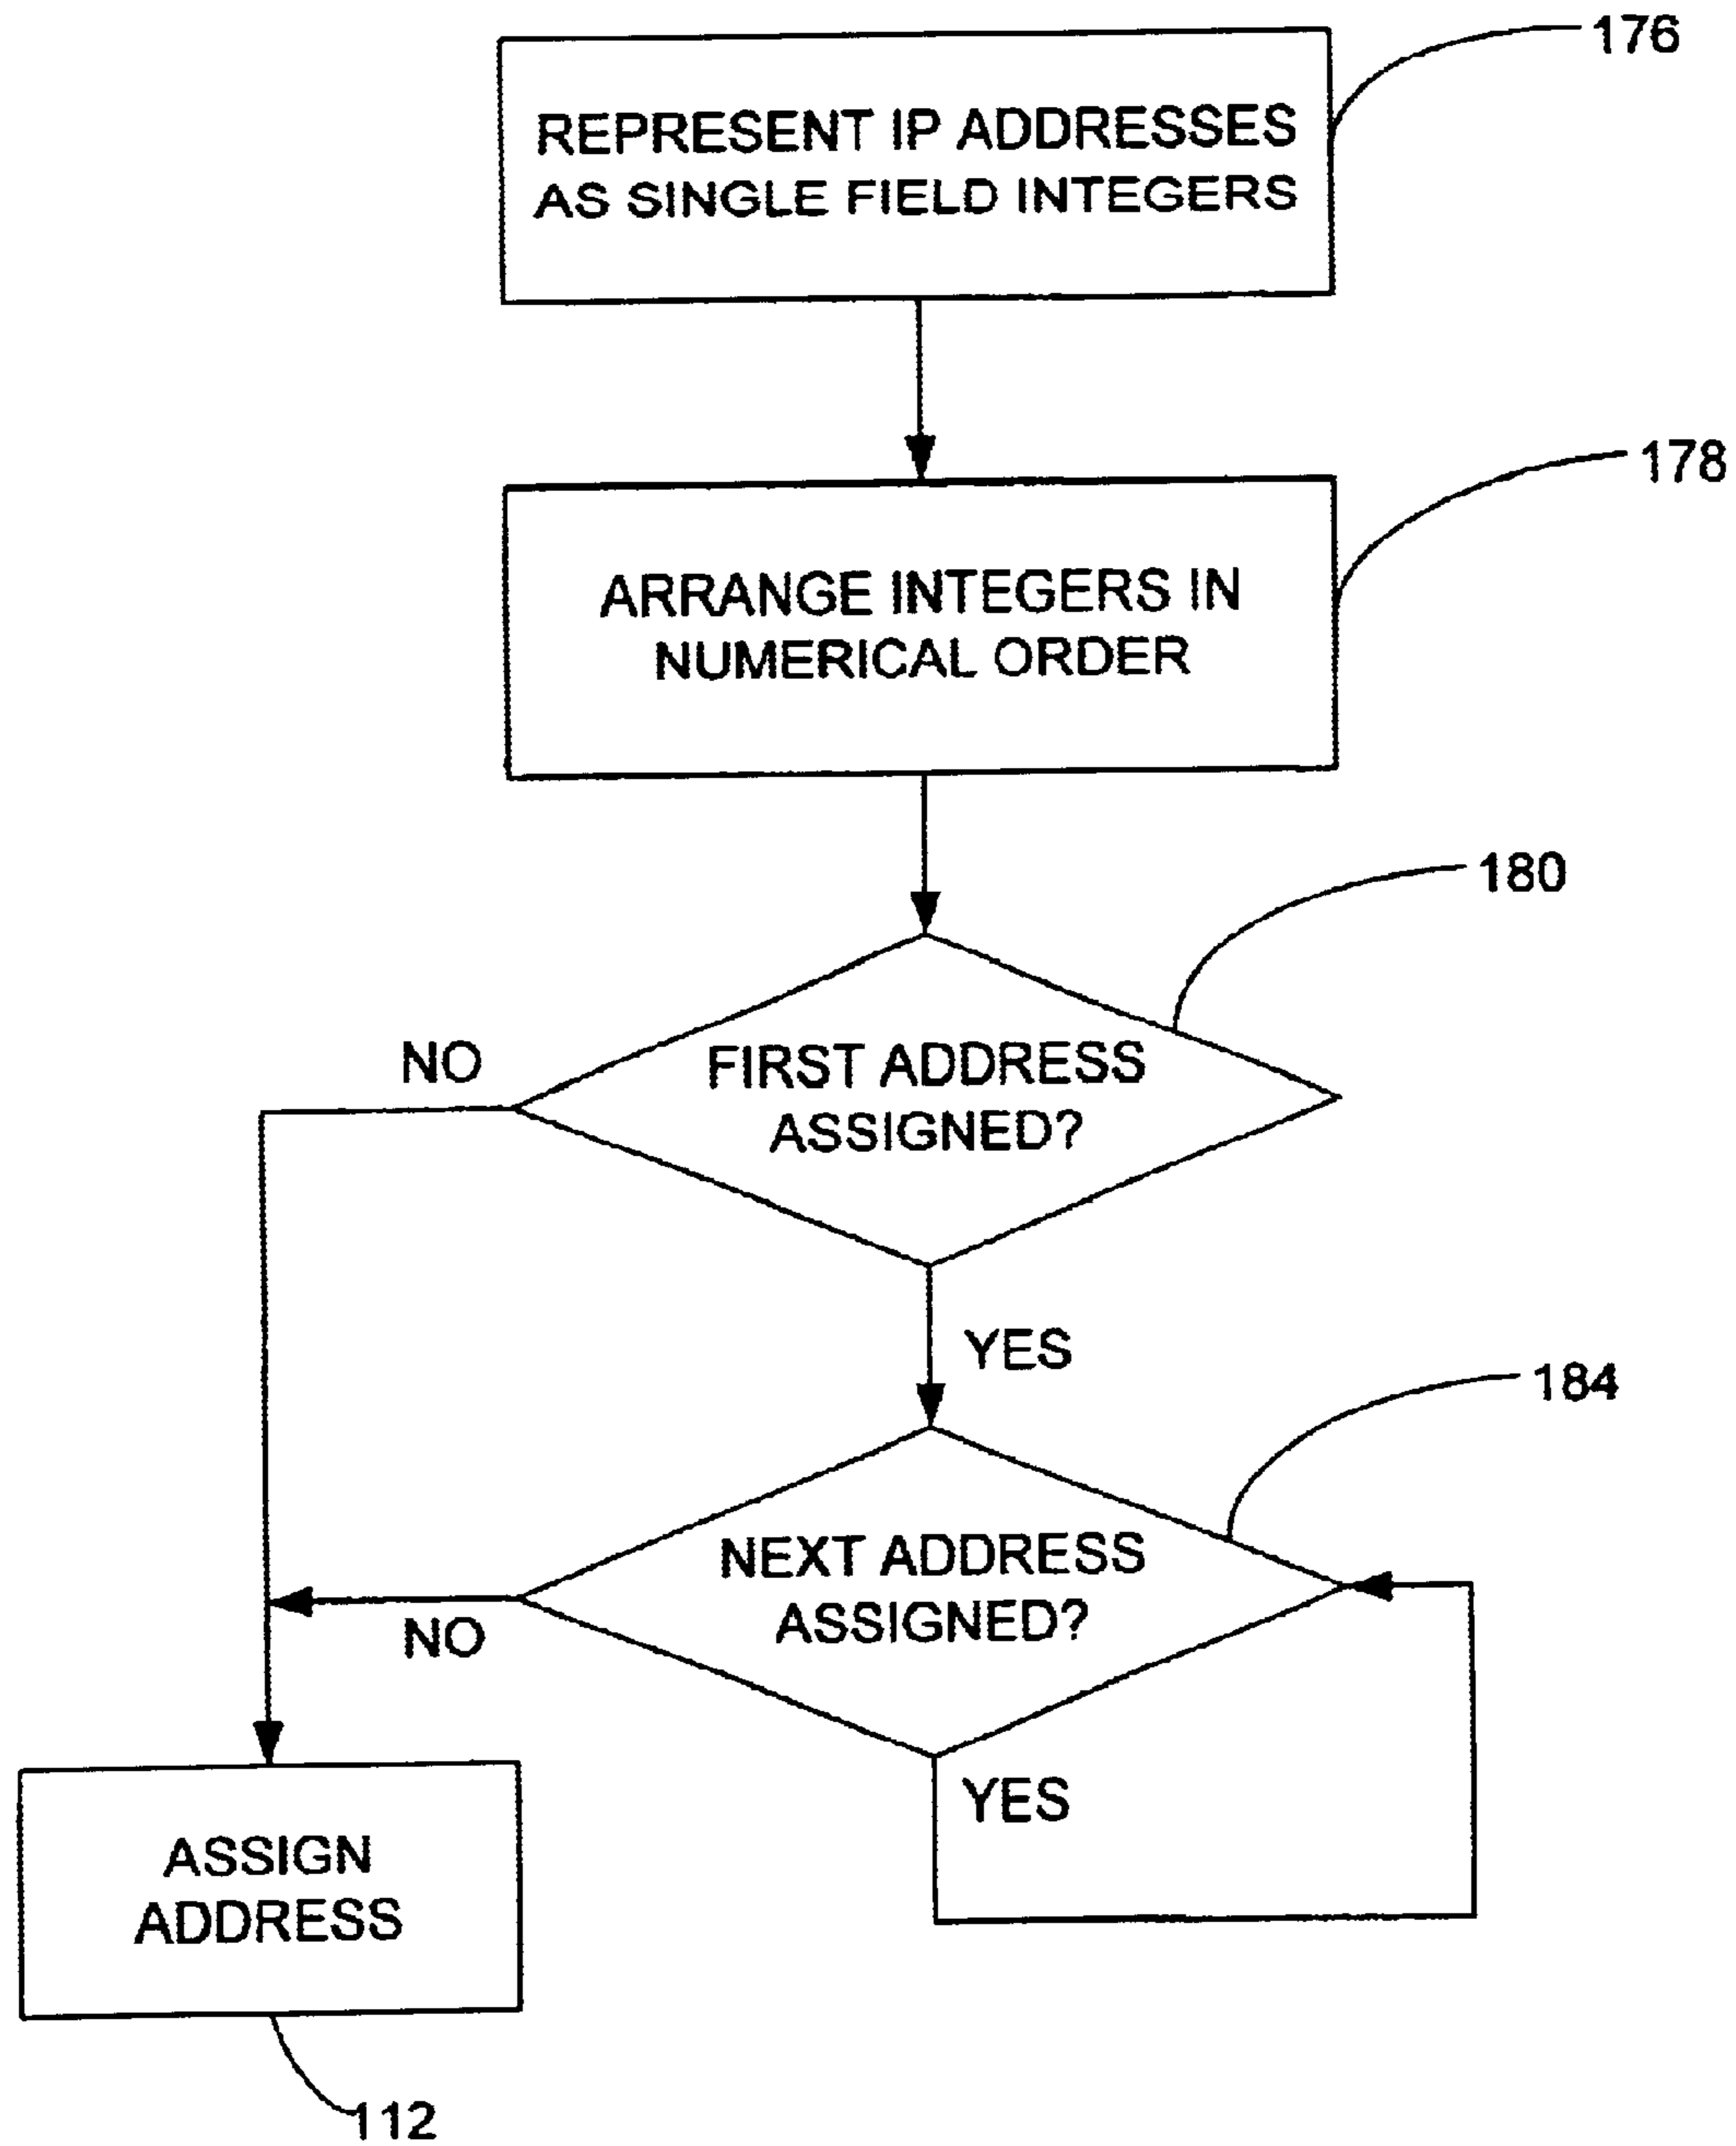 176
REPRESENT IP ADDRESSES
AS SINGLE FIELD INTEGERS
178
ARRANGE INTEGERS IN
NUMERICAL ORDER
180
NO
FIRST ADDRESS
ASSIGNED?
YES
184
NEXT ADDRESS
ASSIGNED?
NO
YES
ASSIGN
ADDRESS
112